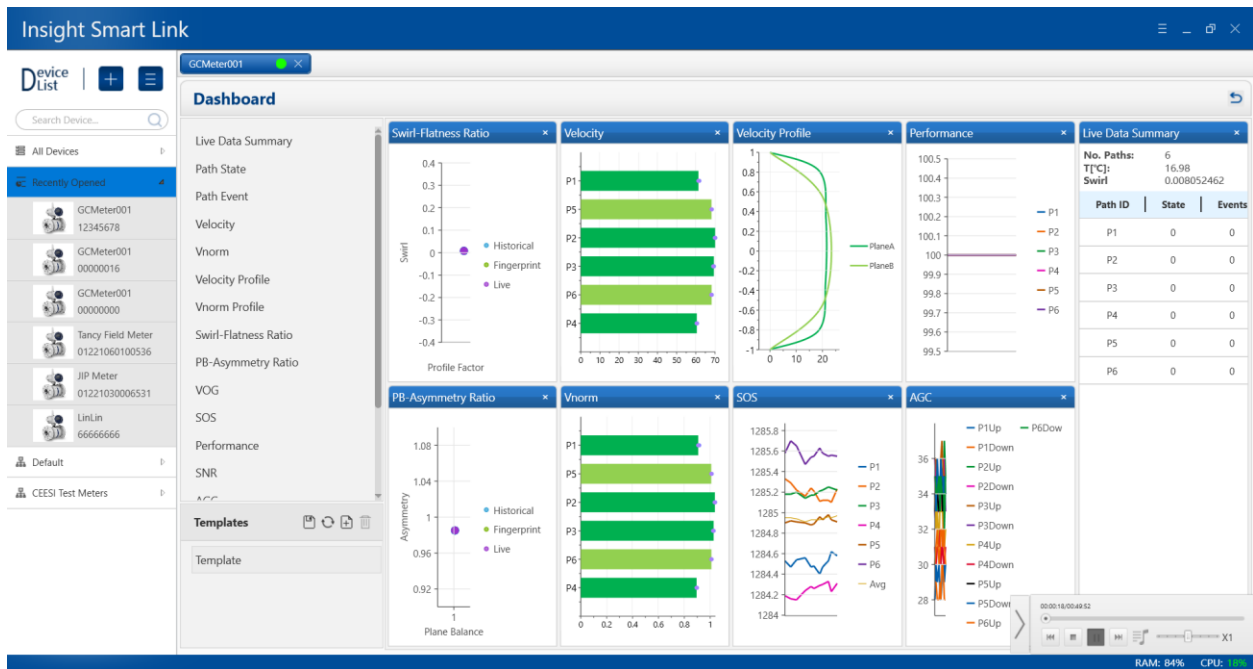 Insight Smart Link
Device List
Search Device...
All Devices
Recently Opened
GCMeter001
12345678
GCMeter001
00000016
GCMeter001
00000000
Tancy Field Meter
01221060100536
JIP Meter
01221030006531
LinLin
66666666
Default
CEESI Test Meters
GCMeter001
Dashboard
Live Data Summary
Path State
Path Event
Velocity
Vnorm
Velocity Profile
Vnorm Profile
Swirl-Flatness Ratio
PB-Asymmetry Ratio
VOG
SOS
Performance
SNR
AGC
Templates
Template
Swirl-Flatness Ratio
0.4
0.3
0.2
0.1
0
-0.1
-0.2
-0.3
-0.4
Swirl
Profile Factor
Historical
Fingerprint
Live
Velocity
P1
P5
P2
P3
P6
P4
0 10 20 30 40 50 60 70
Velocity Profile
1
0.8
0.6
0.4
0.2
0
-0.2
-0.4
-0.6
-0.8
-1
0 10 20
PlaneA
PlaneB
Performance
100.5
100.4
100.3
100.2
100.1
100
99.9
99.8
99.7
99.6
99.5
P1
P2
P3
P4
P5
P6
Live Data Summary
No. Paths: 6
T[°C]: 16.98
Swirl 0.008052462
Path ID State Events
P1 0 0
P2 0 0
P3 0 0
P4 0 0
P5 0 0
P6 0 0
PB-Asymmetry Ratio
1.08
1.04
1
0.96
0.92
Asymmetry
1
Plane Balance
Historical
Fingerprint
Live
Vnorm
P1
P5
P2
P3
P6
P4
0 0.2 0.4 0.6 0.8 1
SOS
1285.8
1285.6
1285.4
1285.2
1285
1284.8
1284.6
1284.4
1284.2
1284
P1
P2
P3
P4
P5
P6
Avg
AGC
36
34
32
30
28
P1Up P6Dow
P1Down
P2Up
P2Down
P3Up
P3Down
P4Up
P4Down
P5Up
P5Down
P6Up
00:00:18/00:49:52
X1
RAM: 84% CPU: 18%